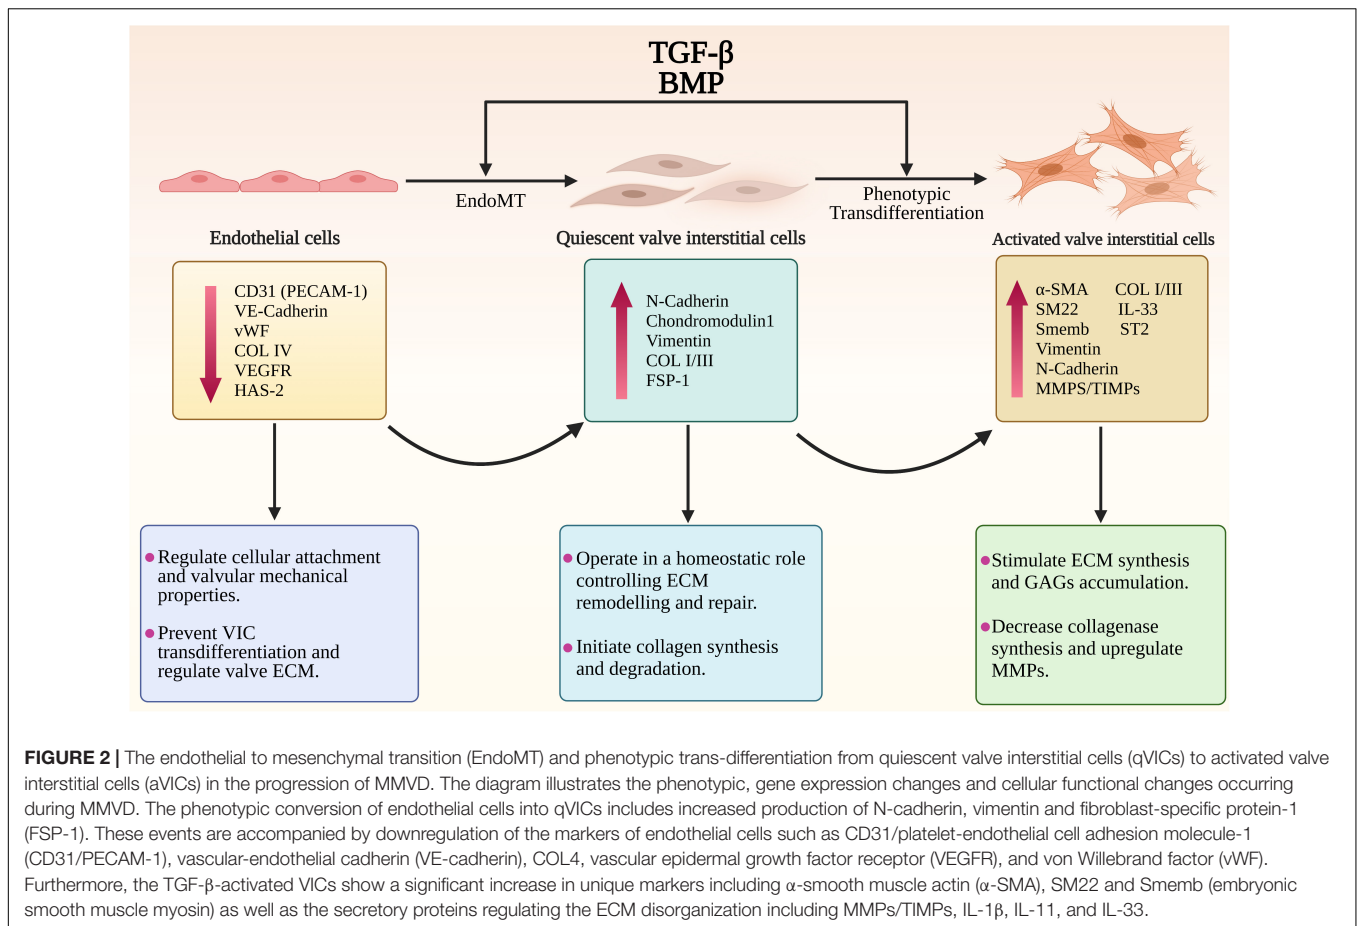 TGF-β
BMP
EndoMT
Phenotypic
Transdifferentiation
Endothelial cells
Quiescent valve interstitial cells
Activated valve interstitial cells
CD31 (PECAM-1)
VE-Cadherin
vWF
COL IV
VEGFR
HAS-2
N-Cadherin
Chondromodulin1
Vimentin
COL I/III
FSP-1
α-SMA COL I/III
SM22 IL-33
Smemb ST2
Vimentin
N-Cadherin
MMPS/TIMPs
Regulate cellular attachment
and valvular mechanical
properties.
Prevent VIC
transdifferentiation and
regulate valve ECM.
Operate in a homeostatic role
controlling ECM
remodelling and repair.
Initiate collagen synthesis
and degradation.
Stimulate ECM synthesis
and GAGs accumulation.
Decrease collagenase
synthesis and upregulate
MMPs.
FIGURE 2 | The endothelial to mesenchymal transition (EndoMT) and phenotypic trans-differentiation from quiescent valve interstitial cells (qVICs) to activated valve
interstitial cells (aVICs) in the progression of MMVD. The diagram illustrates the phenotypic, gene expression changes and cellular functional changes occurring
during MMVD. The phenotypic conversion of endothelial cells into qVICs includes increased production of N-cadherin, vimentin and fibroblast-specific protein-1
(FSP-1). These events are accompanied by downregulation of the markers of endothelial cells such as CD31/platelet-endothelial cell adhesion molecule-1
(CD31/PECAM-1), vascular-endothelial cadherin (VE-cadherin), COL4, vascular epidermal growth factor receptor (VEGFR), and von Willebrand factor (vWF).
Furthermore, the TGF-β-activated VICs show a significant increase in unique markers including α-smooth muscle actin (α-SMA), SM22 and Smemb (embryonic
smooth muscle myosin) as well as the secretory proteins regulating the ECM disorganization including MMPs/TIMPs, IL-1β, IL-11, and IL-33.